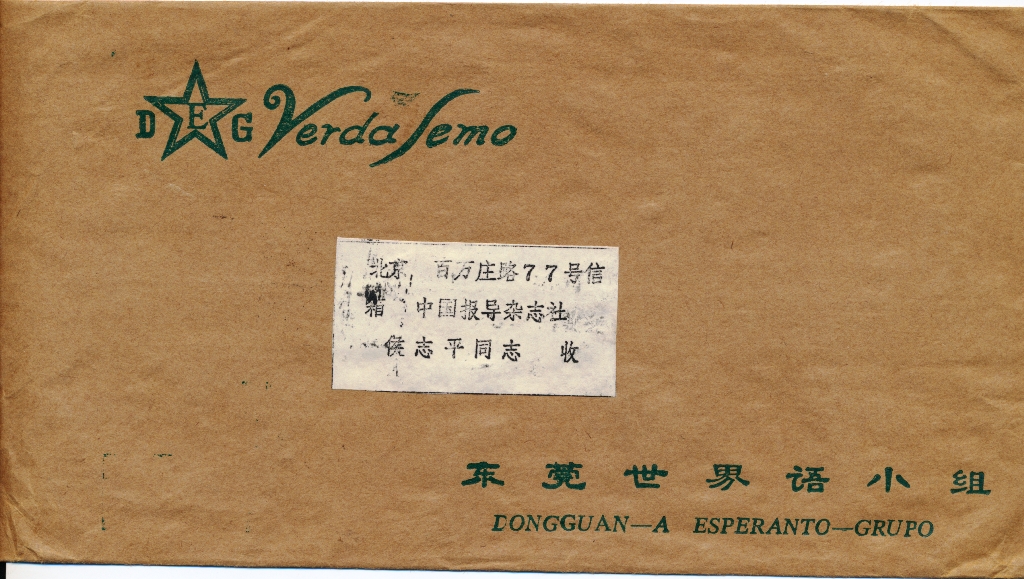 D E G Verda Semo
北京 百万庄路77号信
箱 中国报导杂志社
侯志平同志 收
东莞世界语小组
DONGGUAN—A ESPERANTO—GRUPO